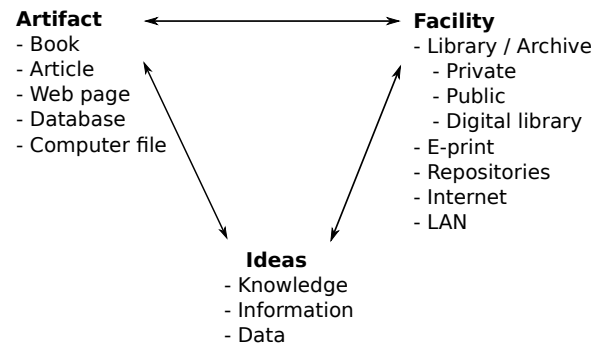 Artifact
- Book
- Article
- Web page
- Database
- Computer file
Facility
- Library / Archive
- Private
- Public
- Digital library
- E-print
- Repositories
- Internet
- LAN
Ideas
- Knowledge
- Information
- Data